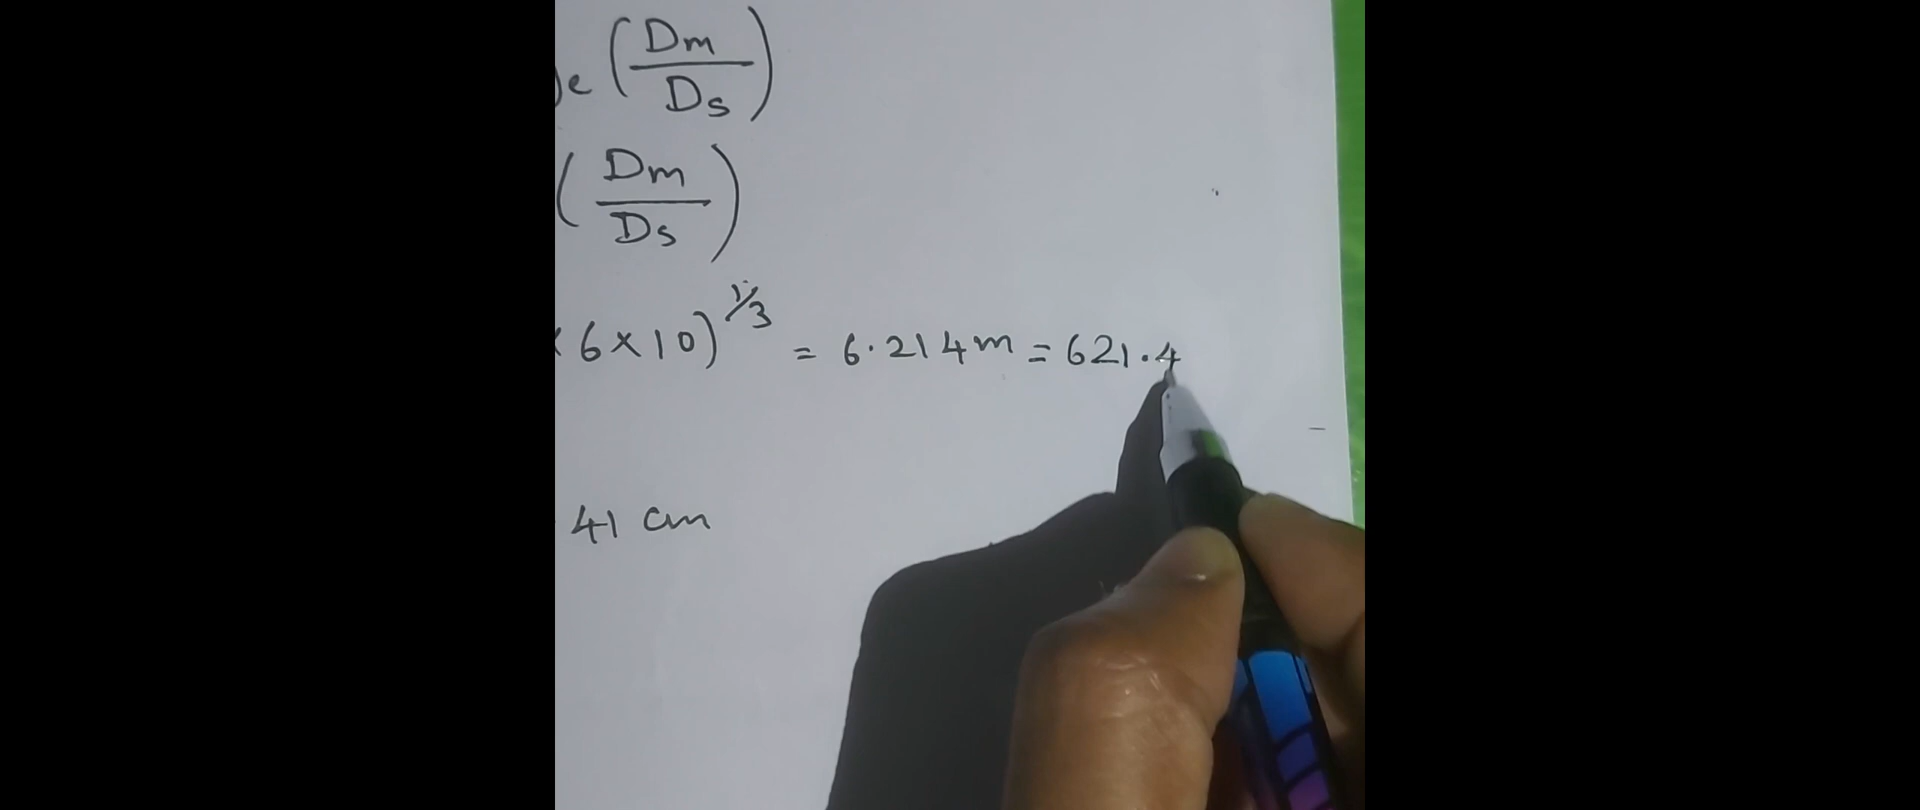 e (Dm/Ds)
(Dm/Ds)
6×10)^1/3 = 6.214m = 621.4
41 cm